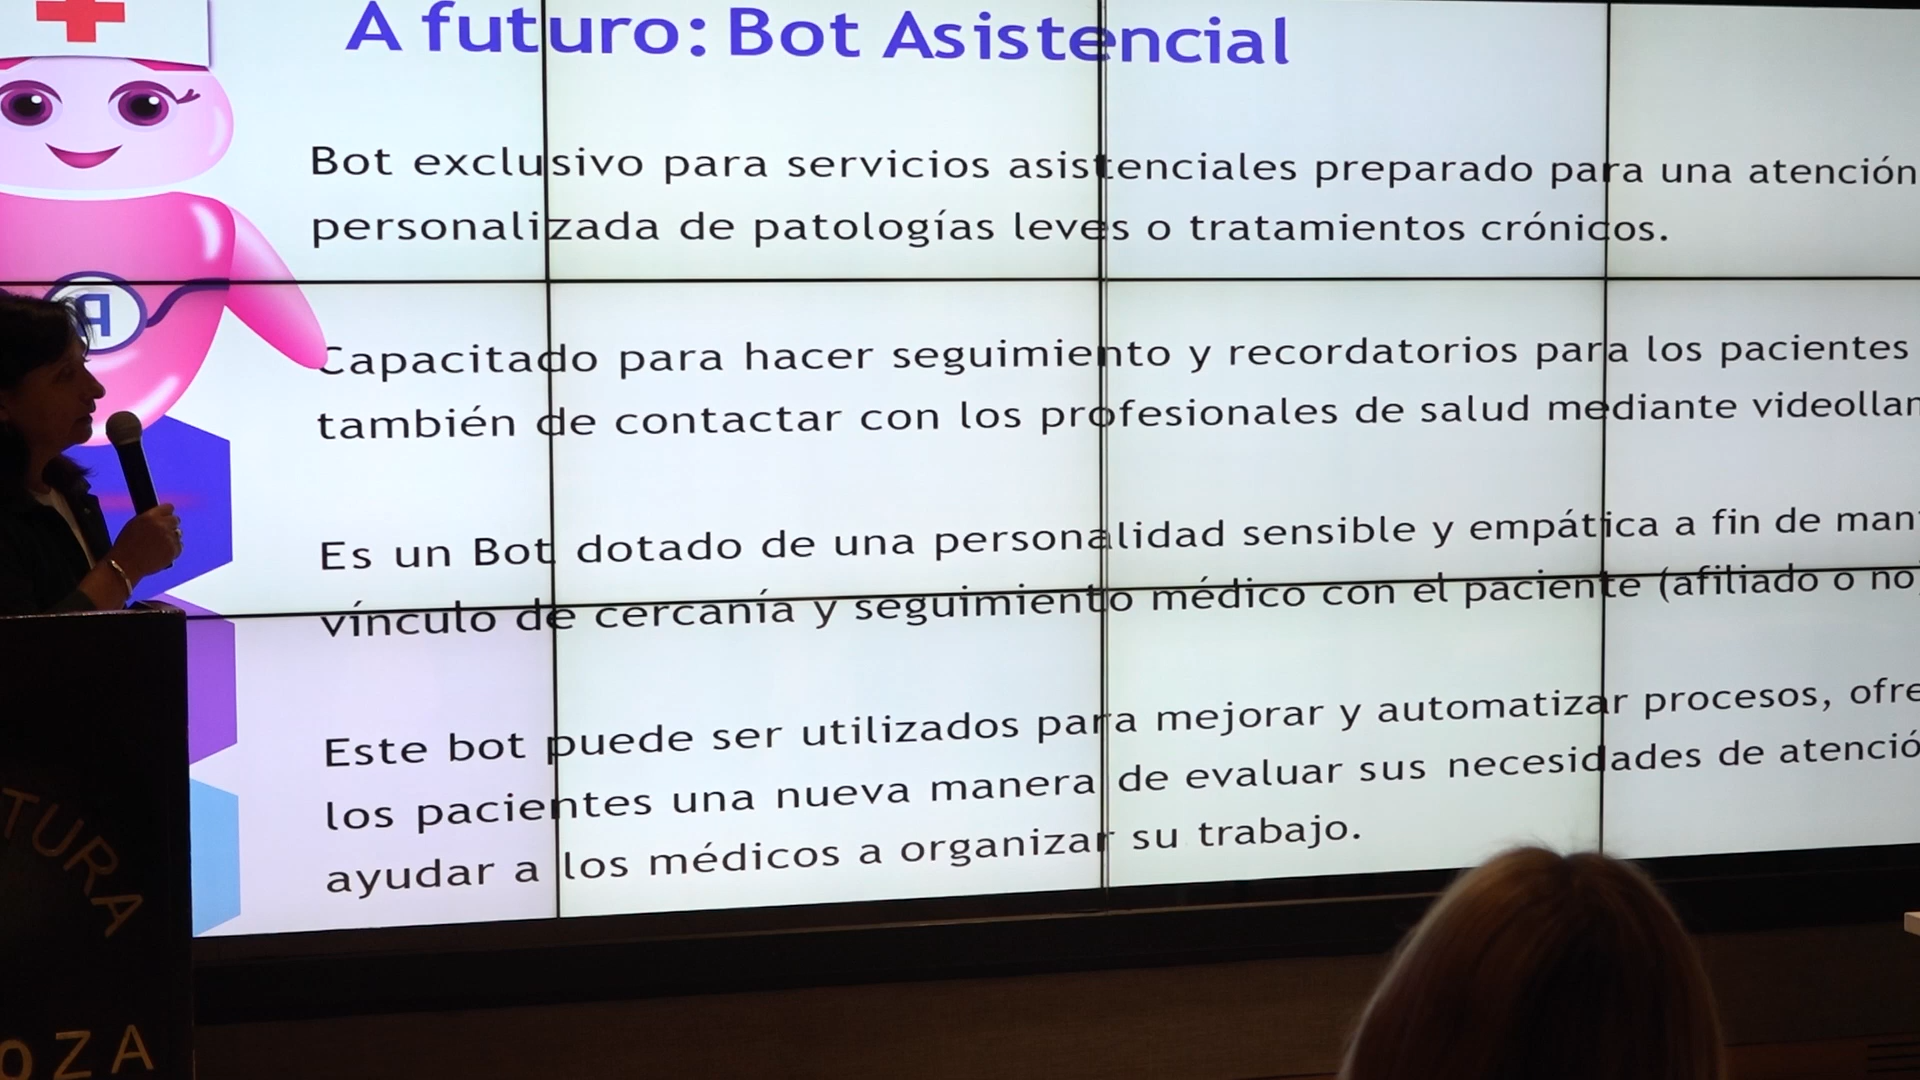 A futuro: Bot Asistencial
Bot exclusivo para servicios asistenciales preparado para una atención
personalizada de patologías leves o tratamientos crónicos.
Capacitado para hacer seguimiento y recordatorios para los pacientes
también de contactar con los profesionales de salud mediante
A
Es un Bot dotado de una personalidad sensible y empática a fin de
vínculo de cercanía y seguimiento médico con el paciente (afiliado o no
Este bot puede ser utilizados para mejorar y automatizar procesos,
los pacientes una nueva manera de evaluar sus necesidades de
ayudar a los médicos a organizar su trabajo.
TURA
OZA